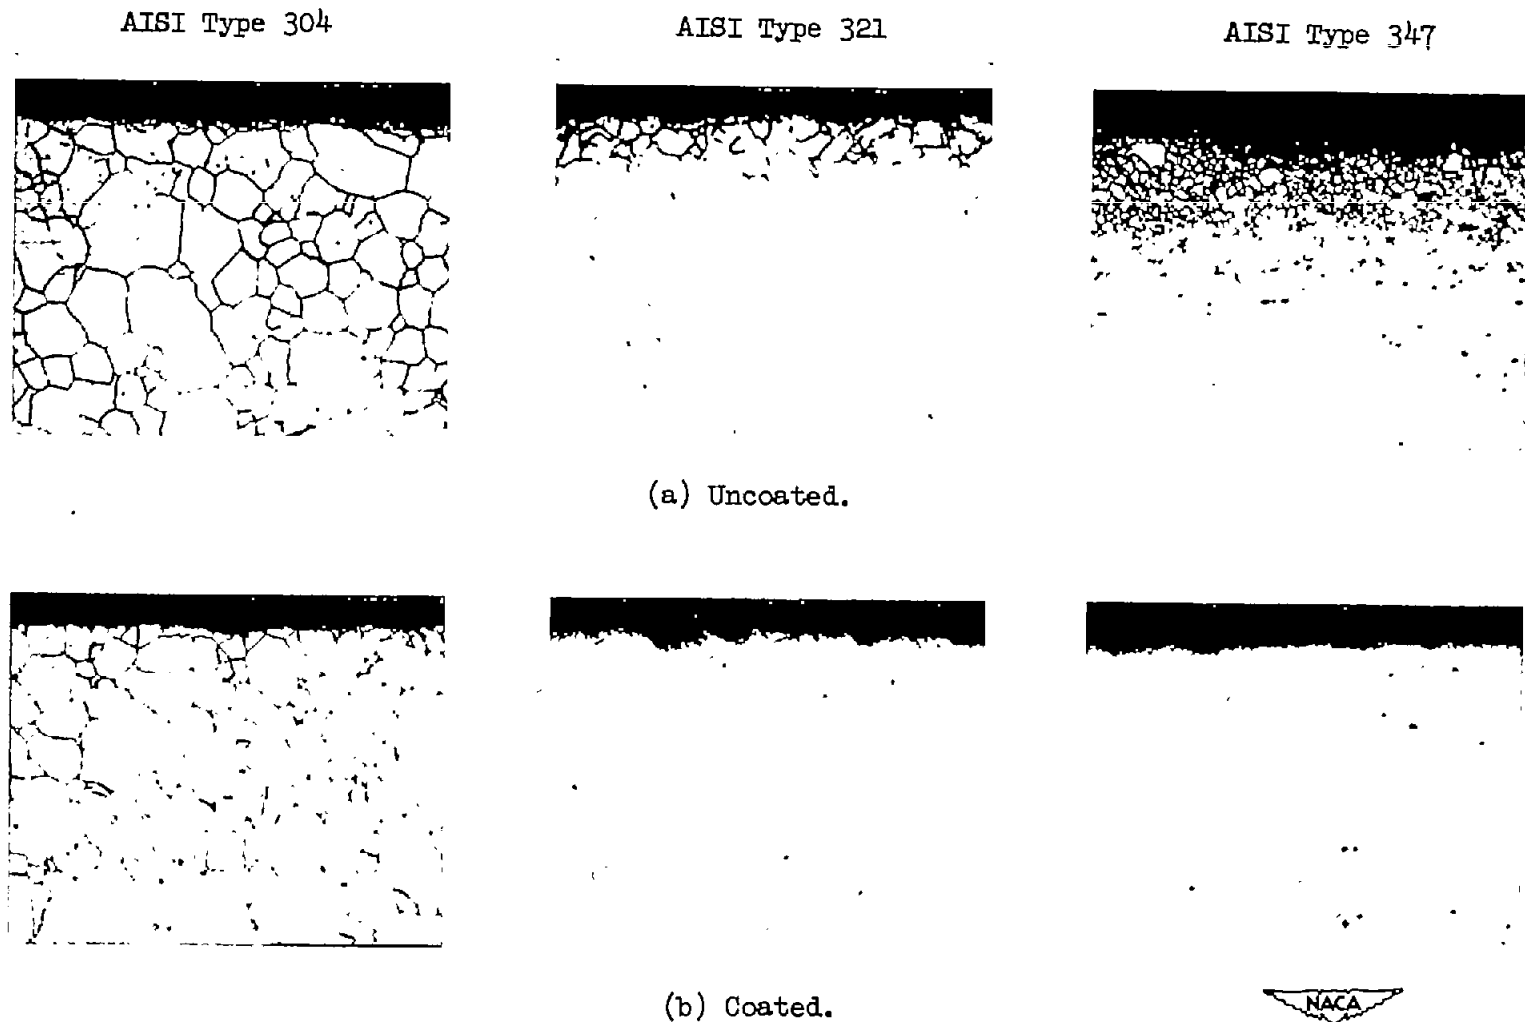 AISI Type 304
AISI Type 321
AISI Type 347
(a) Uncoated.
(b) Coated.
NACA